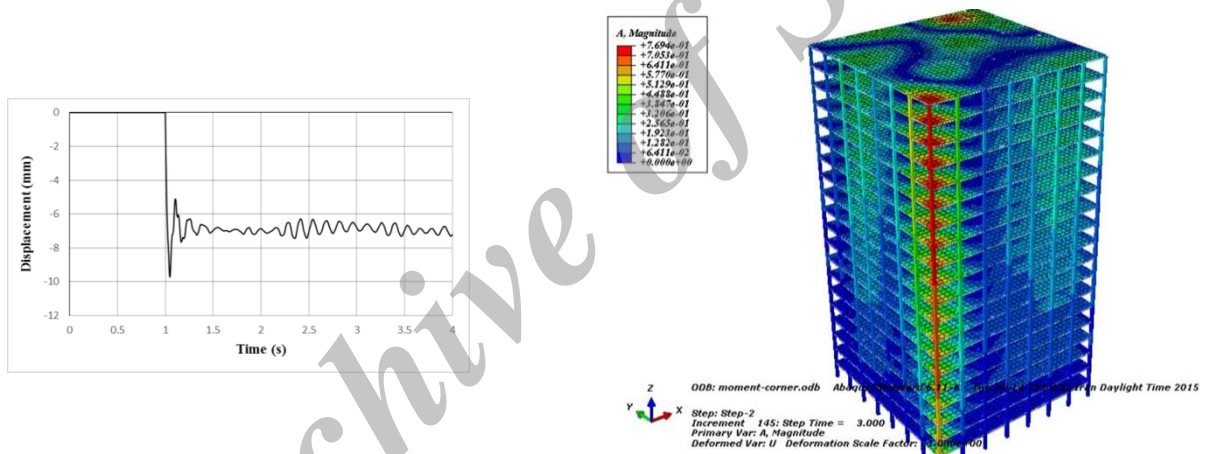 0
-2
-4
-6
-8
-10
-12
Displacement (mm)
0 0.5 1 1.5 2 2.5 3 3.5 4
Time (s)
A, Magnitude
+7.694e-01
+7.053e-01
+6.411e-01
+5.770e-01
+5.129e-01
+4.488e-01
+3.847e-01
+3.206e-01
+2.565e-01
+1.923e-01
+1.282e-01
+6.411e-02
+0.000e+00
Z
Y
X
ODB: moment-corner.odb Daylight Time 2015
Step: Step-2
Increment 145: Step Time = 3.000
Primary Var: A, Magnitude
Deformed Var: U Deformation Scale Factor:
chive of